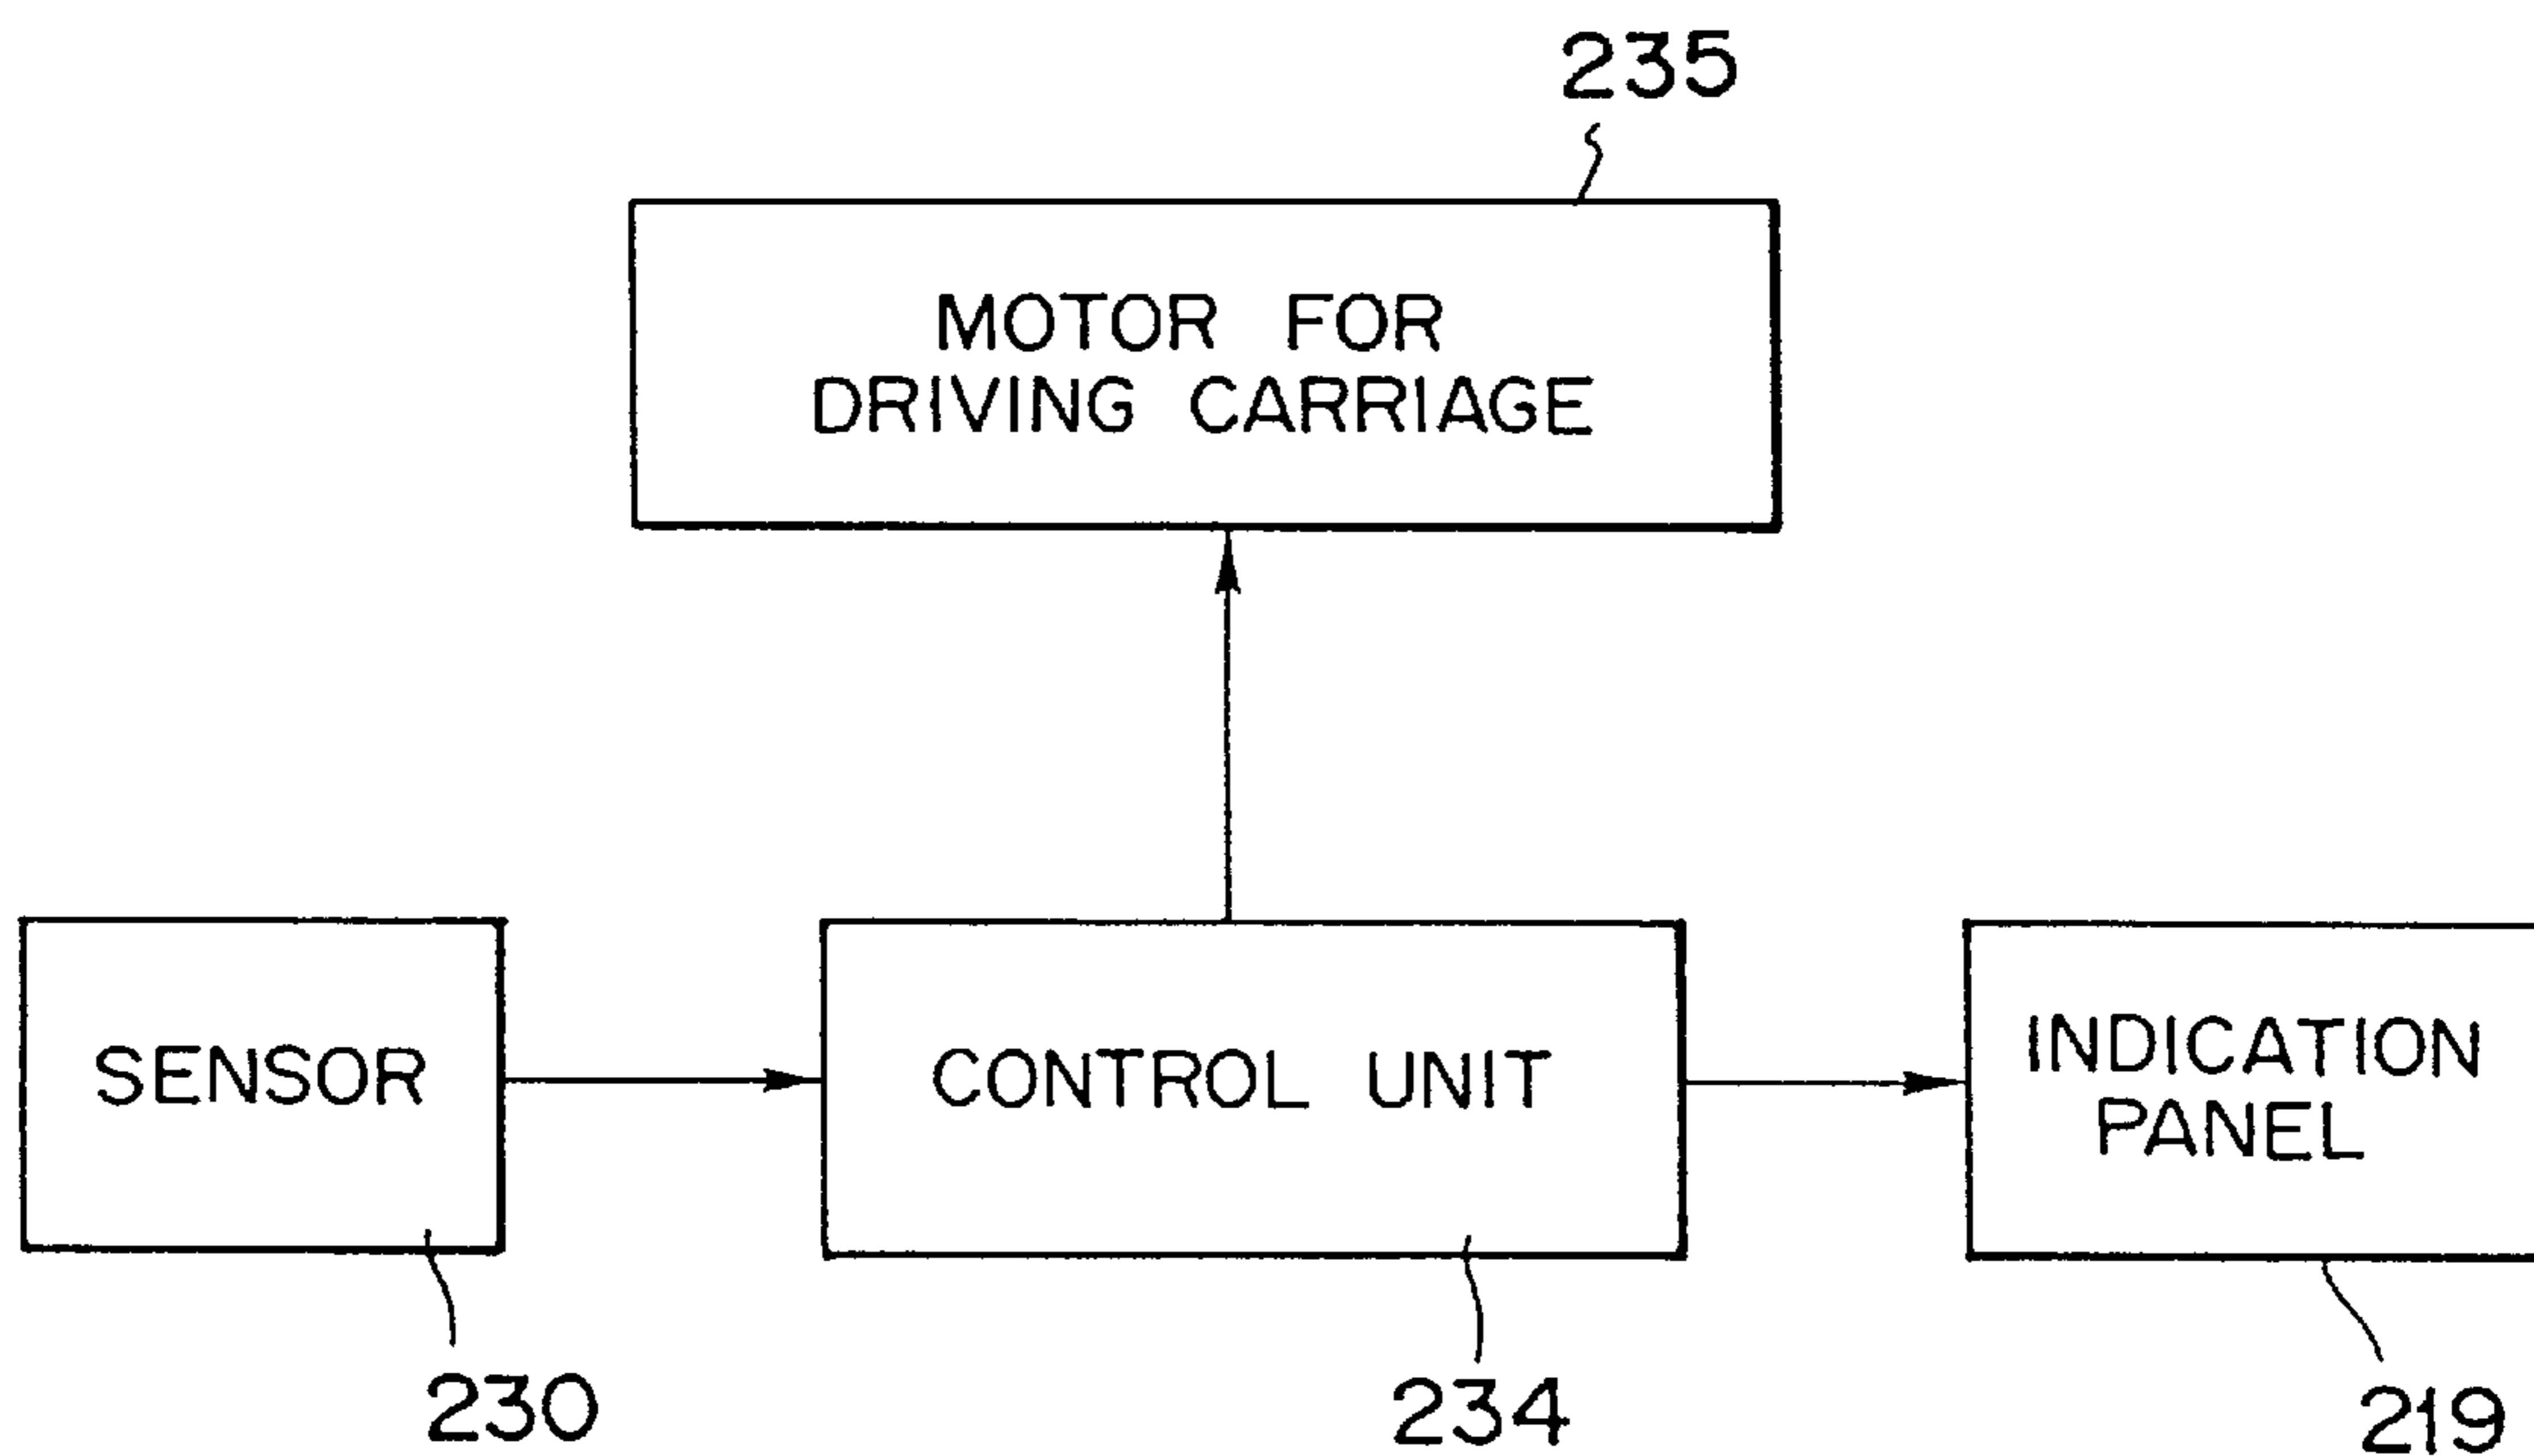 235
MOTOR FOR
DRIVING CARRIAGE
SENSOR
CONTROL UNIT
INDICATION
PANEL
230
234
219